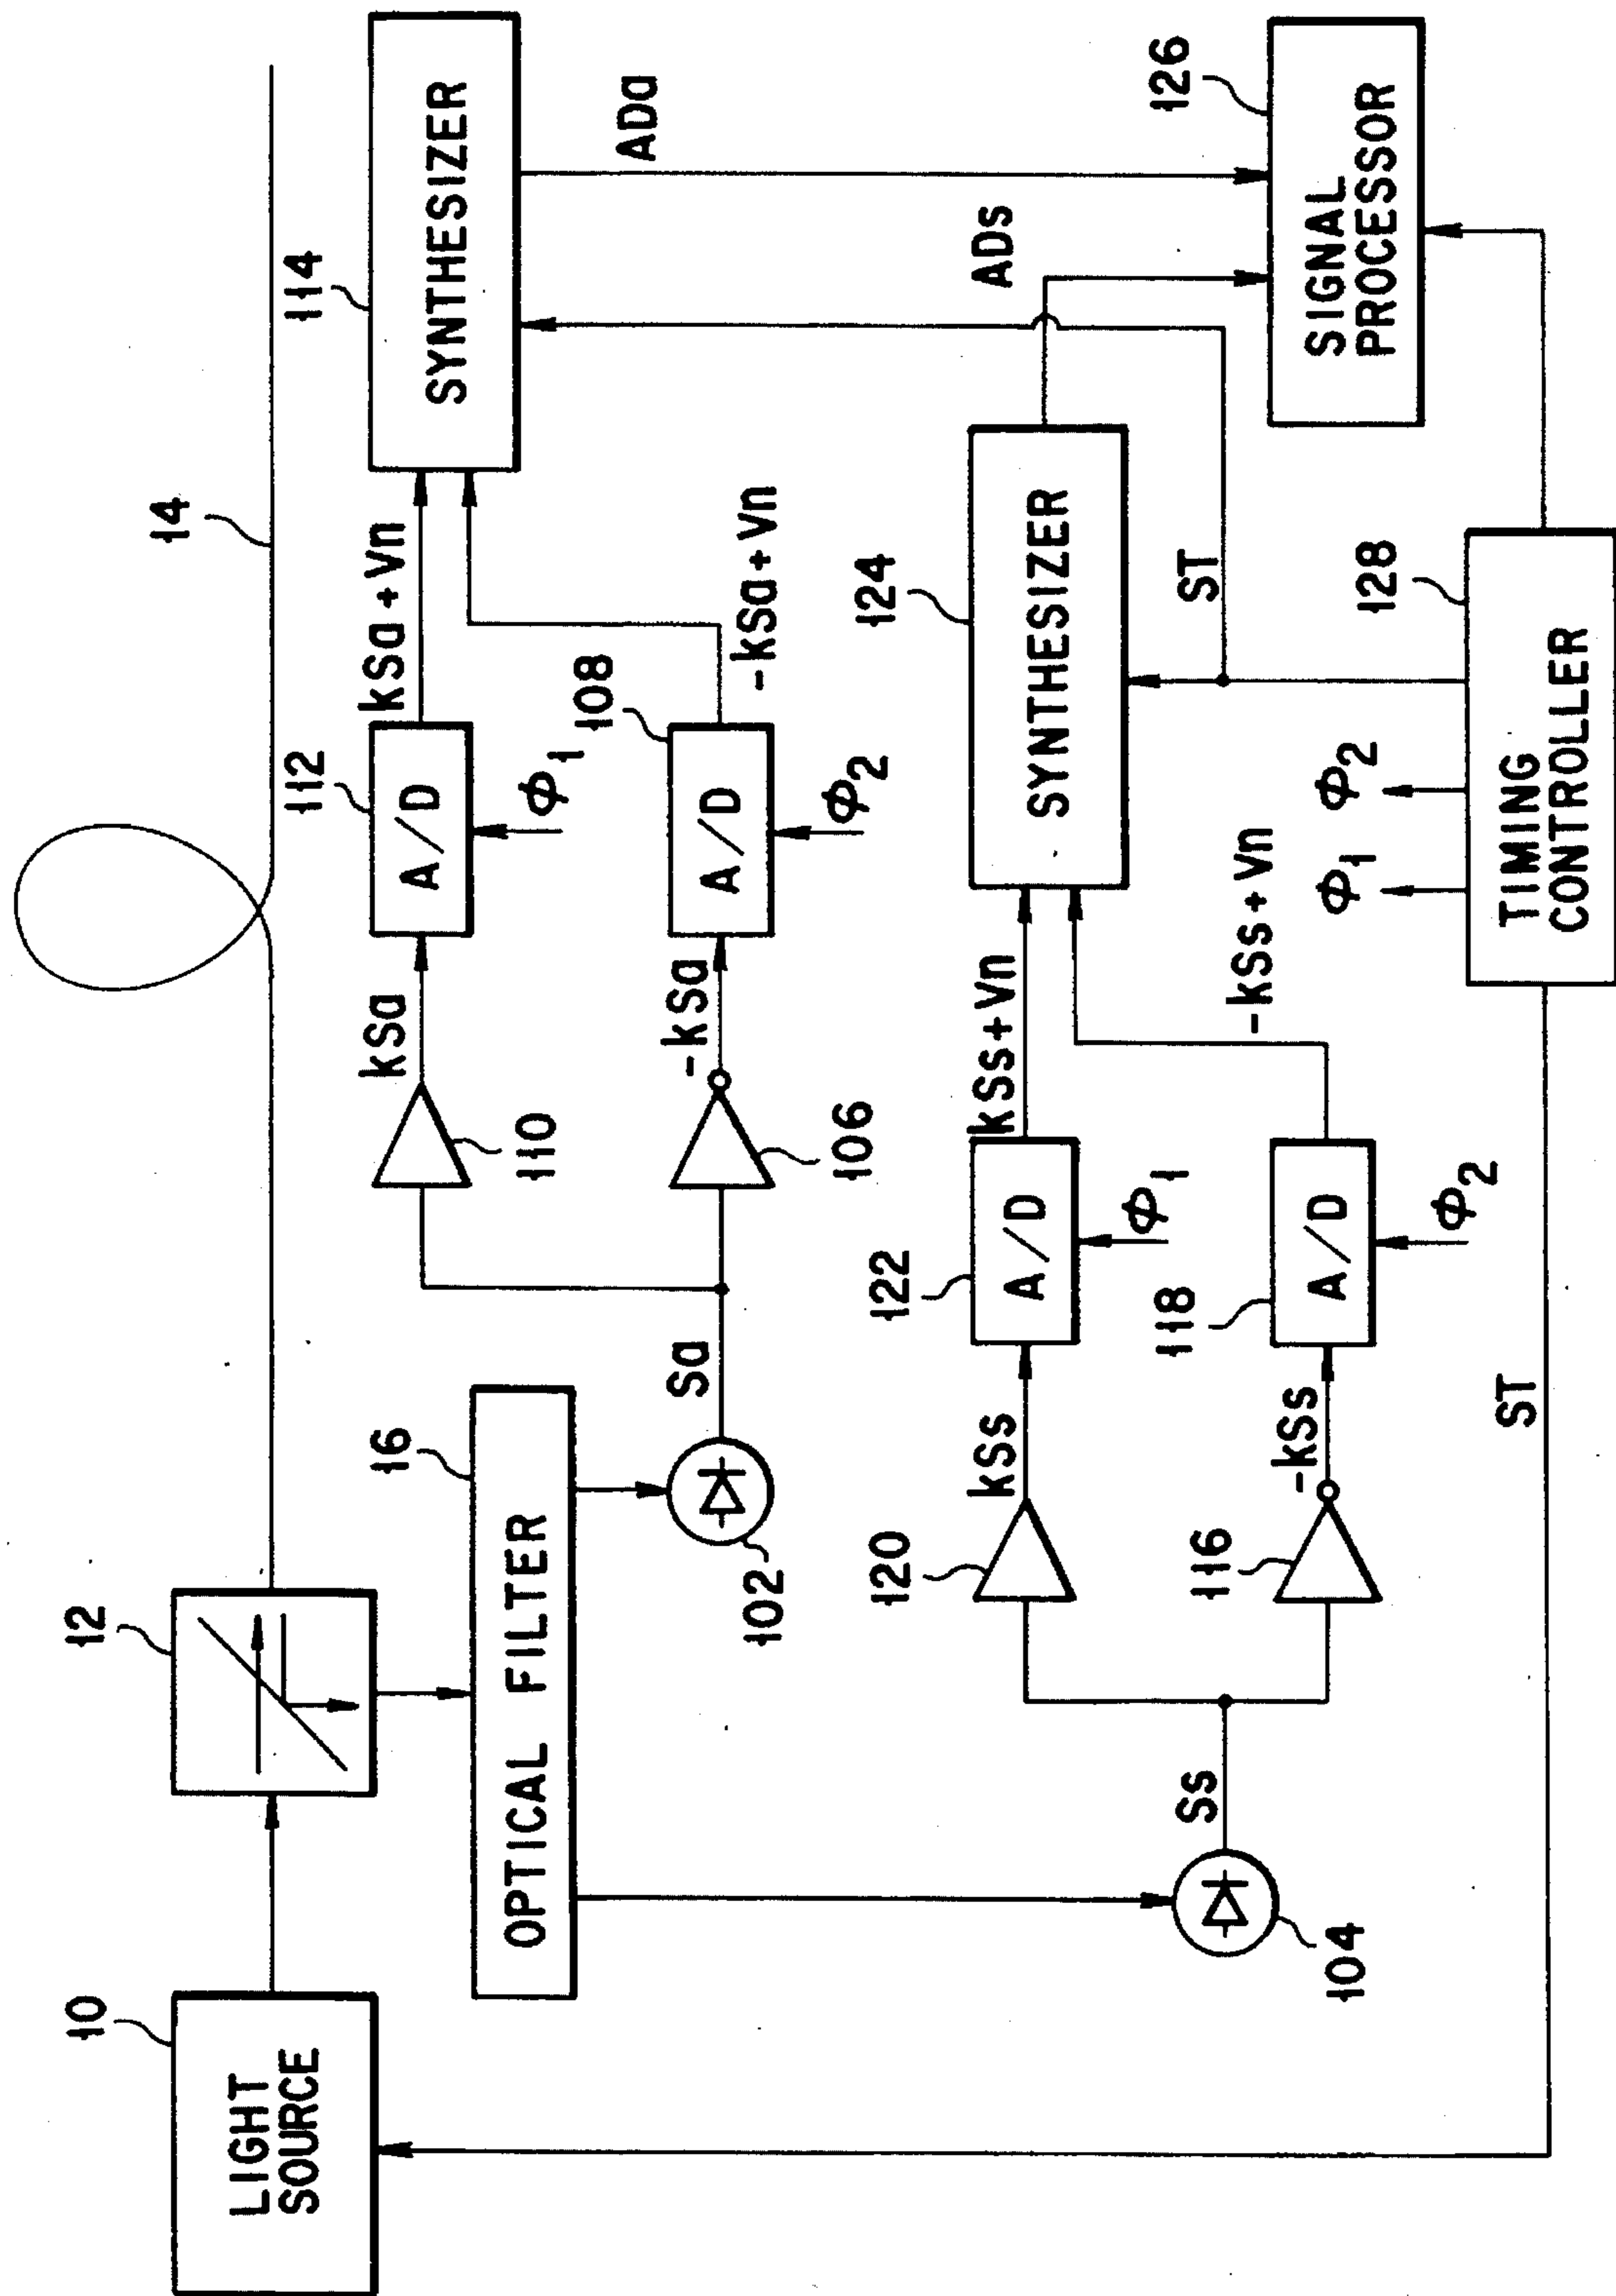 10
LIGHT
SOURCE
12
14
16
OPTICAL FILTER
102
Sa
110
kSa
112
A/D
Φ1
kSa+Vn
106
-kSa
108
A/D
Φ2
-kSa+Vn
114
SYNTHESIZER
ADa
104
Ss
120
kSs
122
A/D
Φ1
kSs+Vn
116
-kSs
118
A/D
Φ2
-kSs+Vn
124
SYNTHESIZER
ADs
ST
126
SIGNAL
PROCESSOR
Φ1
Φ2
128
TIMING
CONTROLLER
ST